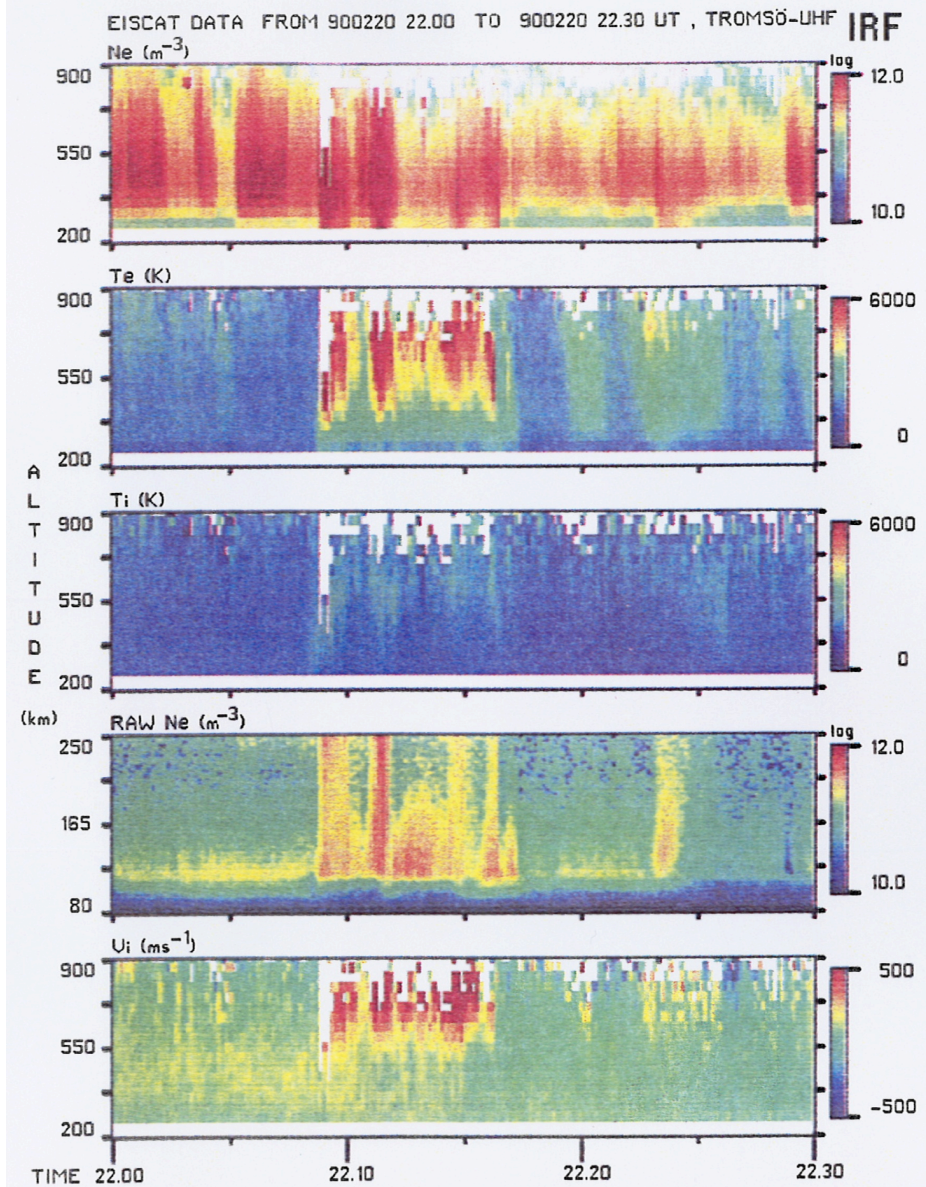 EISCAT DATA FROM 900220 22.00 TO 900220 22.30 UT , TROMSÖ-UHF IRF
Ne (m-3)
log
900
550
200
12.0
10.0
Te (K)
900
550
200
6000
0
Ti (K)
900
550
200
6000
0
ALTITUDE
(km)
RAW Ne (m-3)
log
250
165
80
12.0
10.0
Vi (ms-1)
900
550
200
500
-500
TIME 22.00 22.10 22.20 22.30